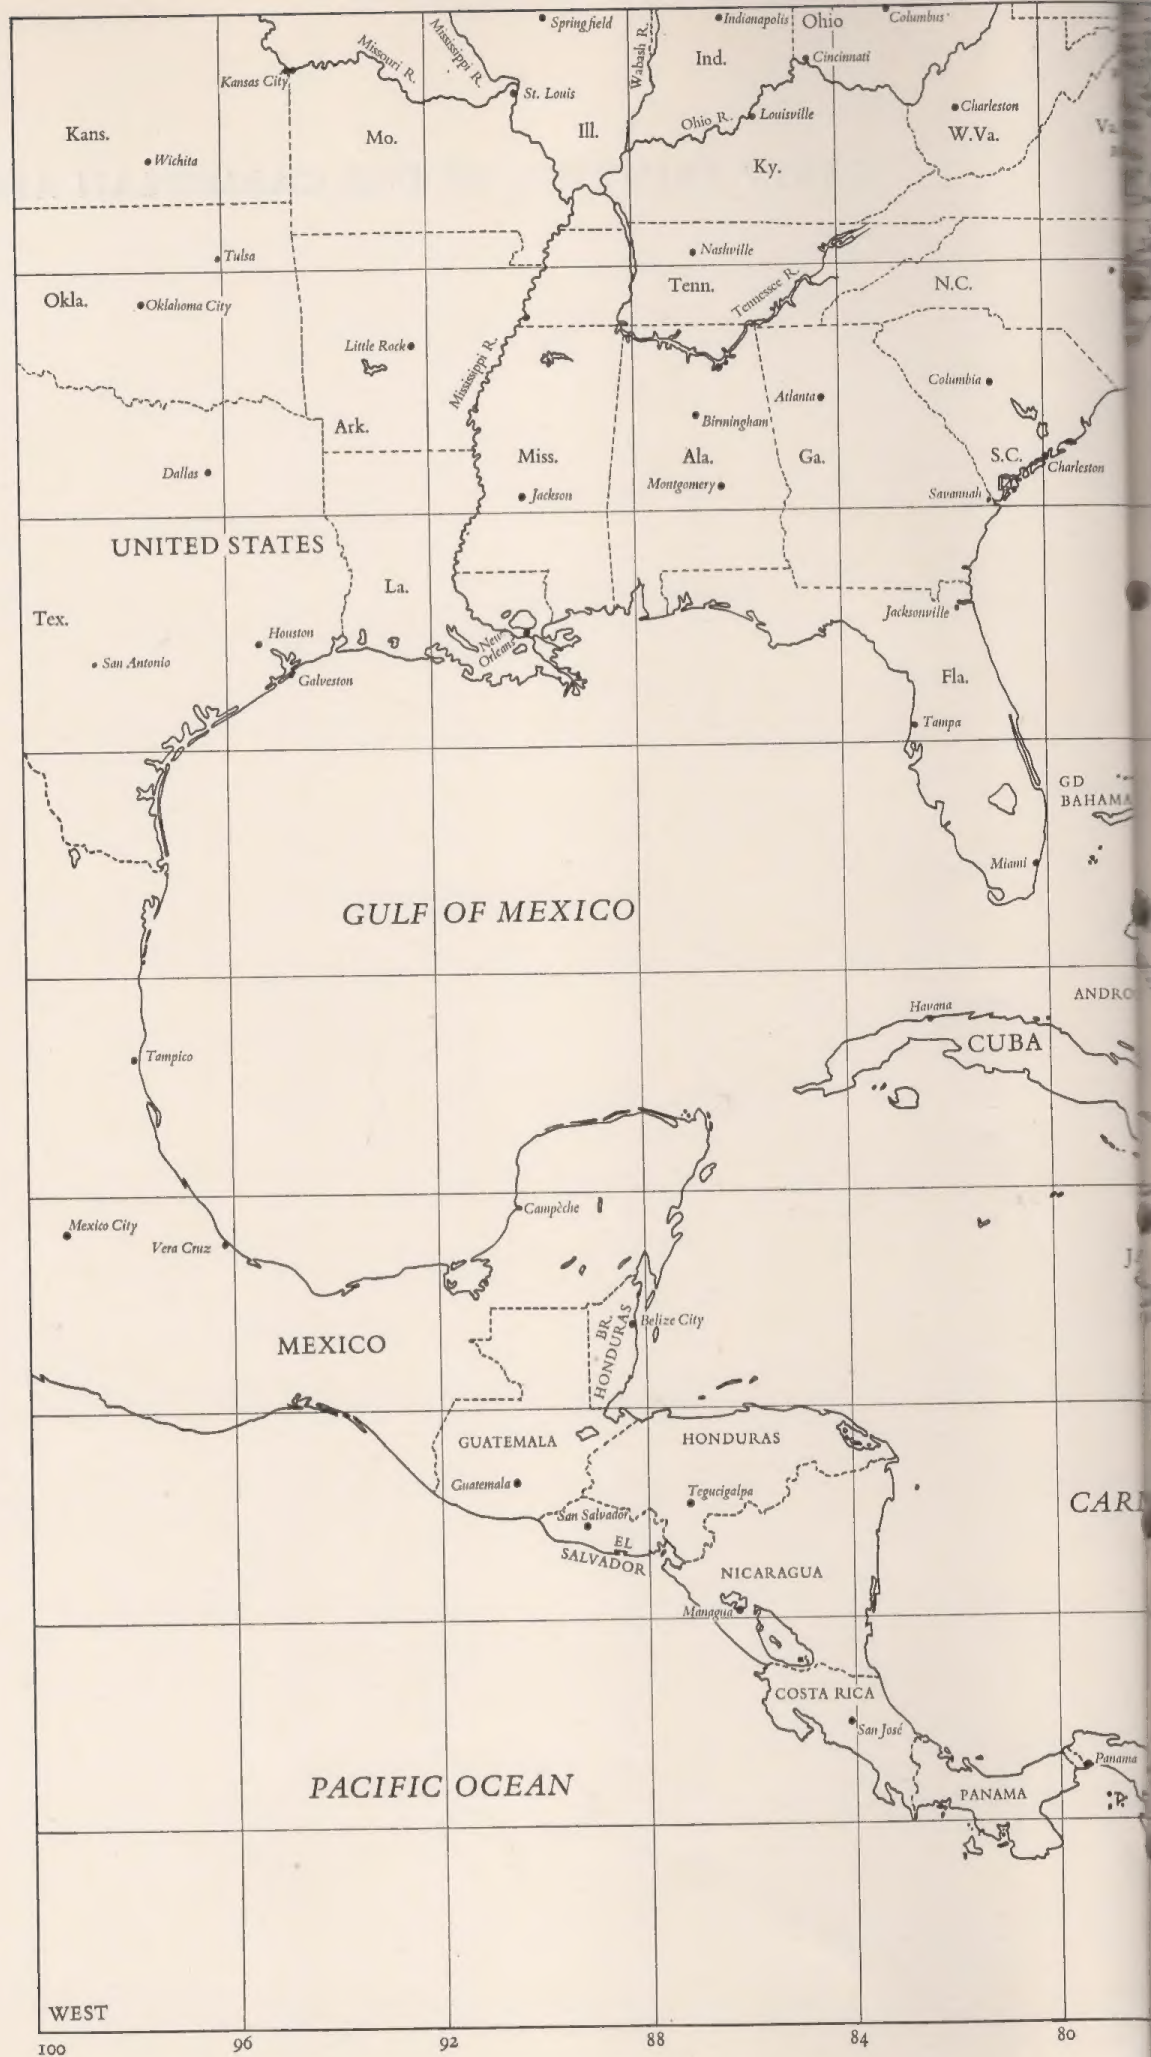 Springfield
Indianapolis
Ohio
Columbus
Missouri R.
Mississippi R.
Wabash R.
Ind.
Cincinnati
Kansas City
St. Louis
Ohio R.
Louisville
Charleston
Kans.
Mo.
Ill.
W.Va.
Va.
Wichita
Ky.
Tulsa
Nashville
Okla.
Oklahoma City
Tenn.
Tennessee R.
N.C.
Little Rock
Mississippi R.
Columbia
Atlanta
Ark.
Birmingham
Miss.
Ala.
Ga.
S.C.
Charleston
Dallas
Jackson
Montgomery
Savannah
UNITED STATES
La.
Tex.
Jacksonville
Houston
New
Orleans
San Antonio
Galveston
Fla.
Tampa
GD
BAHAMA
Miami
GULF OF MEXICO
ANDRO
Havana
CUBA
Tampico
Campèche
Mexico City
Vera Cruz
BR.
HONDURAS
Belize City
MEXICO
GUATEMALA
HONDURAS
Guatemala
Tegucigalpa
San Salvador
CARI
EL
SALVADOR
NICARAGUA
Managua
COSTA RICA
San José
Panama
PACIFIC OCEAN
PANAMA
WEST
100 96 92 88 84 80